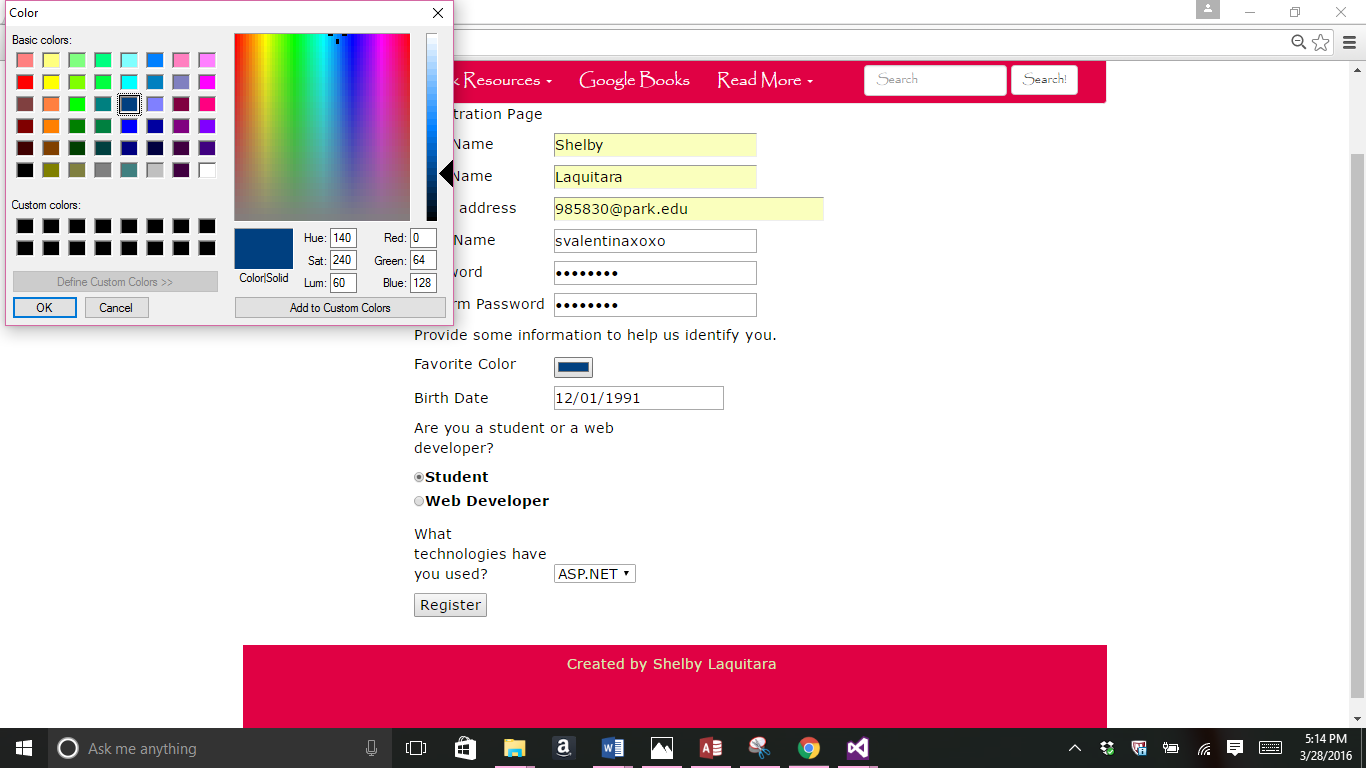 Color
Basic colors:
Custom colors:
Define Custom Colors >>
OK Cancel
Hue: 140 Red: 0
Sat: 240 Green: 64
Color|Solid
Lum: 60 Blue: 128
Add to Custom Colors
k Resources Google Books Read More Search Search!
tration Page
Name Shelby
Name Laquitara
address 985830@park.edu
Name svalentinaxoxo
word ••••••••
rm Password ••••••••
Provide some information to help us identify you.
Favorite Color
Birth Date 12/01/1991
Are you a student or a web
developer?
Student
Web Developer
What
technologies have
you used? ASP.NET
Register
Created by Shelby Laquitara
Ask me anything
5:14 PM
3/28/2016